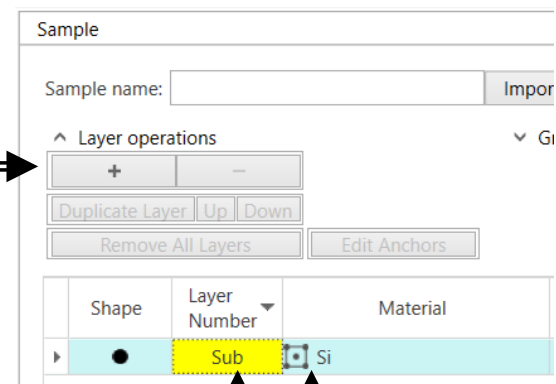 Sample
Sample name: Impor
Layer operations Gr
+ −
Duplicate Layer Up Down
Remove All Layers Edit Anchors
Shape Layer Number Material
Sub Si